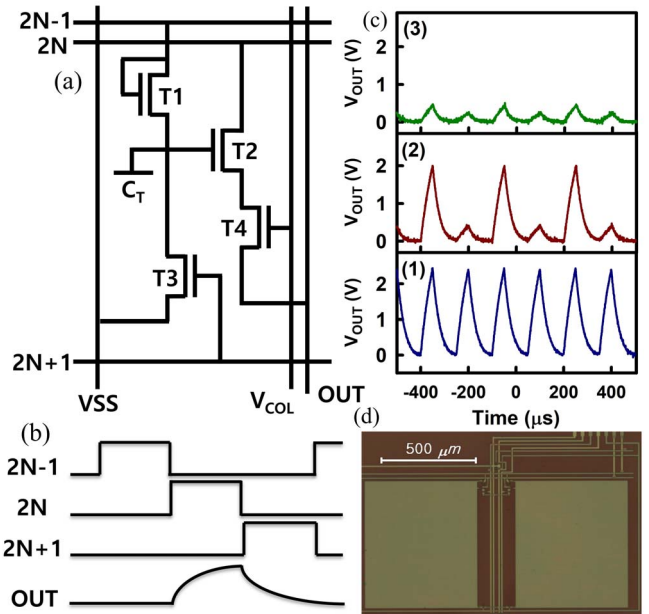 2N-1
2N
(a)
T1
T2
C_T
T4
T3
2N+1
VSS
V_COL
OUT
(b)
2N-1
2N
2N+1
OUT
(c)
(3)
V_OUT (V)
2
1
0
(2)
V_OUT (V)
2
1
0
(1)
V_OUT (V)
2
1
0
-400 -200 0 200 400
Time (μs)
(d)
500 μm